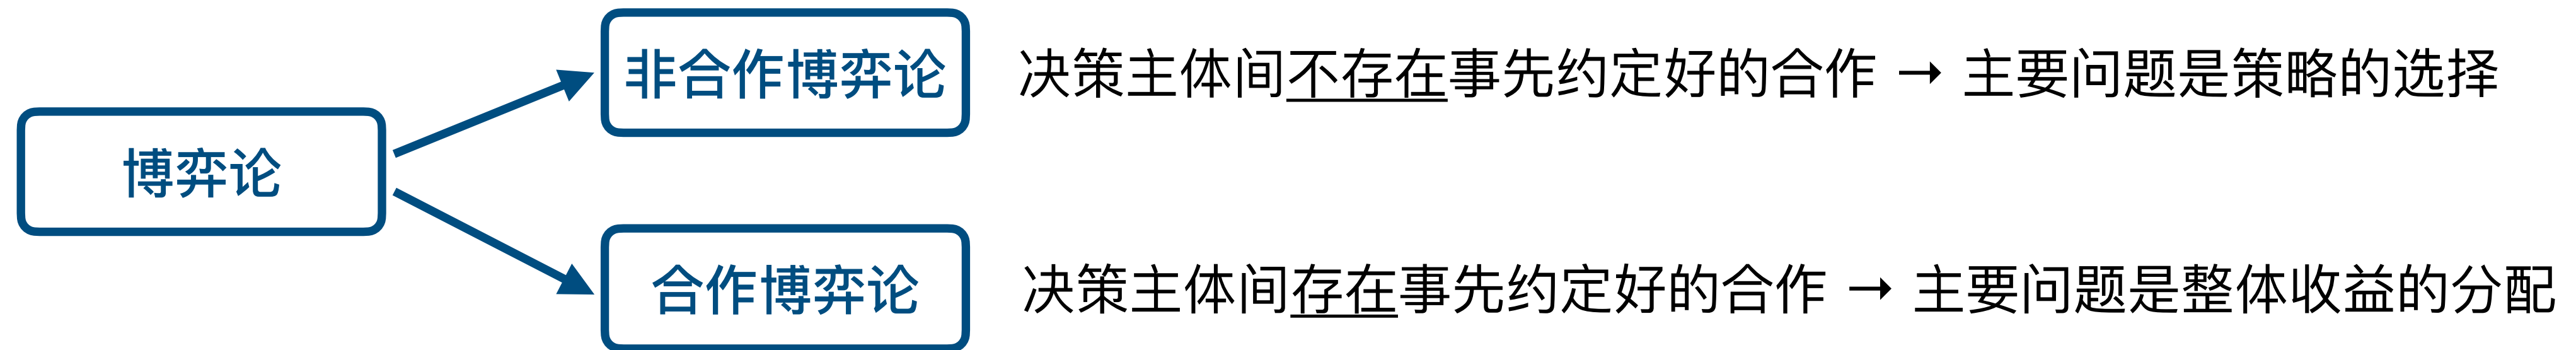 博弈论
非合作博弈论
决策主体间不存在事先约定好的合作 → 主要问题是策略的选择
合作博弈论
决策主体间存在事先约定好的合作 → 主要问题是整体收益的分配